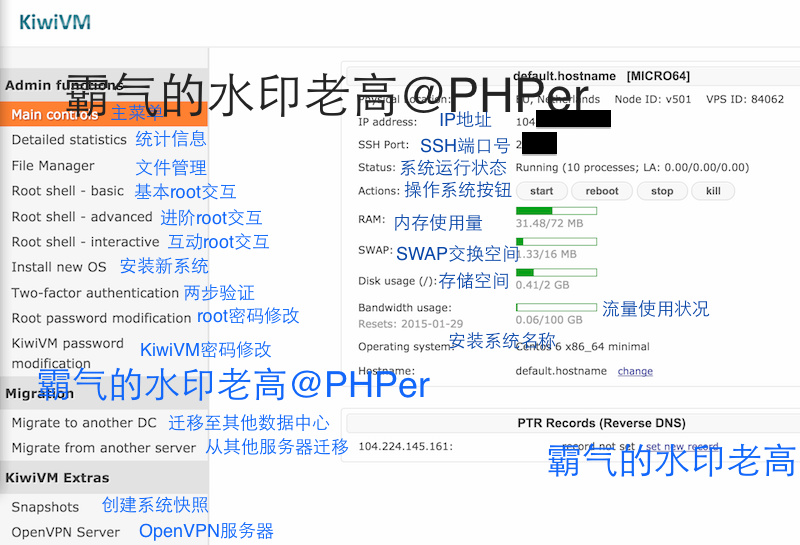 KiwiVM
default.hostname [MICRO64]
Admin functions
霸气的水印老高@PHPer
Physical Location: EU, Netherlands Node ID: v501 VPS ID: 84062
Main controls 主菜单
IP address: IP地址 104
Detailed statistics 统计信息
SSH Port: SSH端口号 2
File Manager 文件管理
Status: 系统运行状态 Running (10 processes; LA: 0.00/0.00/0.00)
Root shell - basic 基本root交互
Actions: 操作系统按钮 start reboot stop kill
Root shell - advanced 进阶root交互
RAM: 内存使用量 31.48/72 MB
Root shell - interactive 互动root交互
SWAP: SWAP交换空间 1.33/16 MB
Install new OS 安装新系统
Disk usage (/): 存储空间 0.41/2 GB
Two-factor authentication 两步验证
Bandwidth usage: 流量使用状况
Root password modification root密码修改
Resets: 2015-01-29 0.06/100 GB
KiwiVM password
modification KiwiVM密码修改
Operating system: 安装系统名称 Centos 6 x86_64 minimal
Hostname: default.hostname change
霸气的水印老高@PHPer
Migration
Migrate to another DC 迁移至其他数据中心
PTR Records (Reverse DNS)
Migrate from another server 从其他服务器迁移
104.224.145.161: record not set - set new record
霸气的水印老高
KiwiVM Extras
Snapshots 创建系统快照
OpenVPN Server OpenVPN服务器